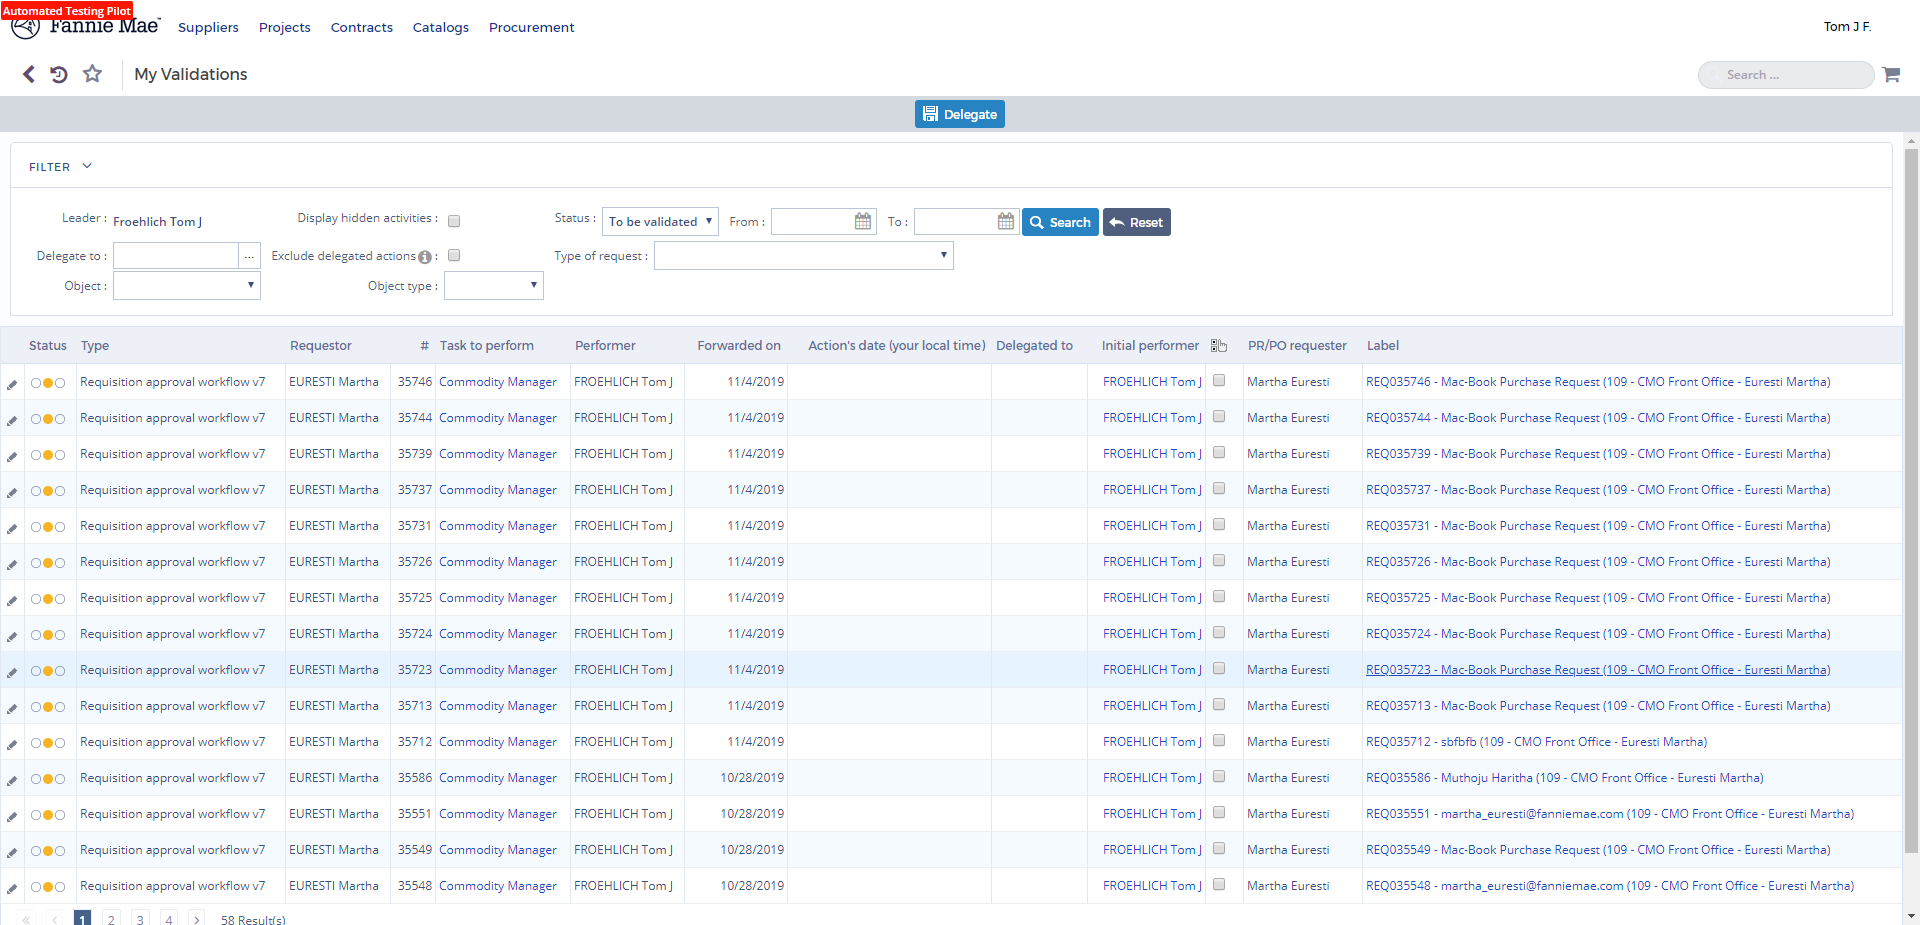 Automated Testing Pilot
Fannie Mae™ Suppliers Projects Contracts Catalogs Procurement Tom J F.
My Validations Search ...
Delegate
FILTER
Leader : Froehlich Tom J Display hidden activities : Status : To be validated From : To : Search Reset
Delegate to : ... Exclude delegated actions : Type of request :
Object : Object type :
Status Type Requestor # Task to perform Performer Forwarded on Action's date (your local time) Delegated to Initial performer PR/PO requester Label
Requisition approval workflow v7 EURESTI Martha 35746 Commodity Manager FROEHLICH Tom J 11/4/2019 FROEHLICH Tom J Martha Euresti REQ035746 - Mac-Book Purchase Request (109 - CMO Front Office - Euresti Martha)
Requisition approval workflow v7 EURESTI Martha 35744 Commodity Manager FROEHLICH Tom J 11/4/2019 FROEHLICH Tom J Martha Euresti REQ035744 - Mac-Book Purchase Request (109 - CMO Front Office - Euresti Martha)
Requisition approval workflow v7 EURESTI Martha 35739 Commodity Manager FROEHLICH Tom J 11/4/2019 FROEHLICH Tom J Martha Euresti REQ035739 - Mac-Book Purchase Request (109 - CMO Front Office - Euresti Martha)
Requisition approval workflow v7 EURESTI Martha 35737 Commodity Manager FROEHLICH Tom J 11/4/2019 FROEHLICH Tom J Martha Euresti REQ035737 - Mac-Book Purchase Request (109 - CMO Front Office - Euresti Martha)
Requisition approval workflow v7 EURESTI Martha 35731 Commodity Manager FROEHLICH Tom J 11/4/2019 FROEHLICH Tom J Martha Euresti REQ035731 - Mac-Book Purchase Request (109 - CMO Front Office - Euresti Martha)
Requisition approval workflow v7 EURESTI Martha 35726 Commodity Manager FROEHLICH Tom J 11/4/2019 FROEHLICH Tom J Martha Euresti REQ035726 - Mac-Book Purchase Request (109 - CMO Front Office - Euresti Martha)
Requisition approval workflow v7 EURESTI Martha 35725 Commodity Manager FROEHLICH Tom J 11/4/2019 FROEHLICH Tom J Martha Euresti REQ035725 - Mac-Book Purchase Request (109 - CMO Front Office - Euresti Martha)
Requisition approval workflow v7 EURESTI Martha 35724 Commodity Manager FROEHLICH Tom J 11/4/2019 FROEHLICH Tom J Martha Euresti REQ035724 - Mac-Book Purchase Request (109 - CMO Front Office - Euresti Martha)
Requisition approval workflow v7 EURESTI Martha 35723 Commodity Manager FROEHLICH Tom J 11/4/2019 FROEHLICH Tom J Martha Euresti REQ035723 - Mac-Book Purchase Request (109 - CMO Front Office - Euresti Martha)
Requisition approval workflow v7 EURESTI Martha 35713 Commodity Manager FROEHLICH Tom J 11/4/2019 FROEHLICH Tom J Martha Euresti REQ035713 - Mac-Book Purchase Request (109 - CMO Front Office - Euresti Martha)
Requisition approval workflow v7 EURESTI Martha 35712 Commodity Manager FROEHLICH Tom J 11/4/2019 FROEHLICH Tom J Martha Euresti REQ035712 - sbfbfb (109 - CMO Front Office - Euresti Martha)
Requisition approval workflow v7 EURESTI Martha 35586 Commodity Manager FROEHLICH Tom J 10/28/2019 FROEHLICH Tom J Martha Euresti REQ035586 - Muthoju Haritha (109 - CMO Front Office - Euresti Martha)
Requisition approval workflow v7 EURESTI Martha 35551 Commodity Manager FROEHLICH Tom J 10/28/2019 FROEHLICH Tom J Martha Euresti REQ035551 - martha_euresti@fanniemae.com (109 - CMO Front Office - Euresti Martha)
Requisition approval workflow v7 EURESTI Martha 35549 Commodity Manager FROEHLICH Tom J 10/28/2019 FROEHLICH Tom J Martha Euresti REQ035549 - Mac-Book Purchase Request (109 - CMO Front Office - Euresti Martha)
Requisition approval workflow v7 EURESTI Martha 35548 Commodity Manager FROEHLICH Tom J 10/28/2019 FROEHLICH Tom J Martha Euresti REQ035548 - martha_euresti@fanniemae.com (109 - CMO Front Office - Euresti Martha)
« < 1 2 3 4 > 58 Result(s)